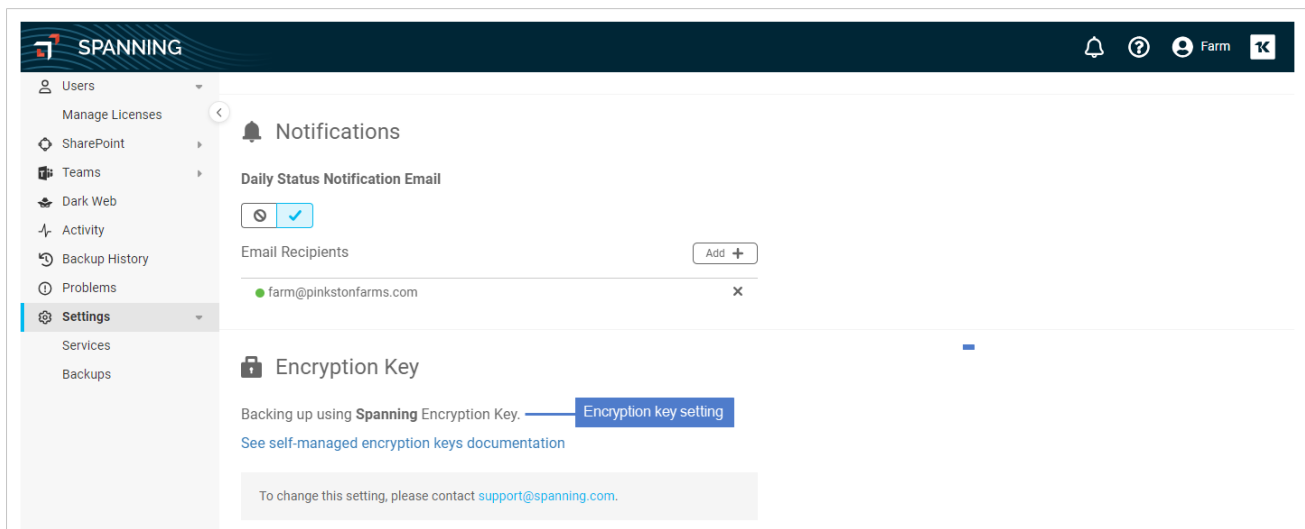 SPANNING
Farm
Users
Manage Licenses
SharePoint
Teams
Dark Web
Activity
Backup History
Problems
Settings
Services
Backups
Notifications
Daily Status Notification Email
Email Recipients
Add +
farm@pinkstonfarms.com
Encryption Key
Backing up using Spanning Encryption Key.
Encryption key setting
See self-managed encryption keys documentation
To change this setting, please contact support@spanning.com.